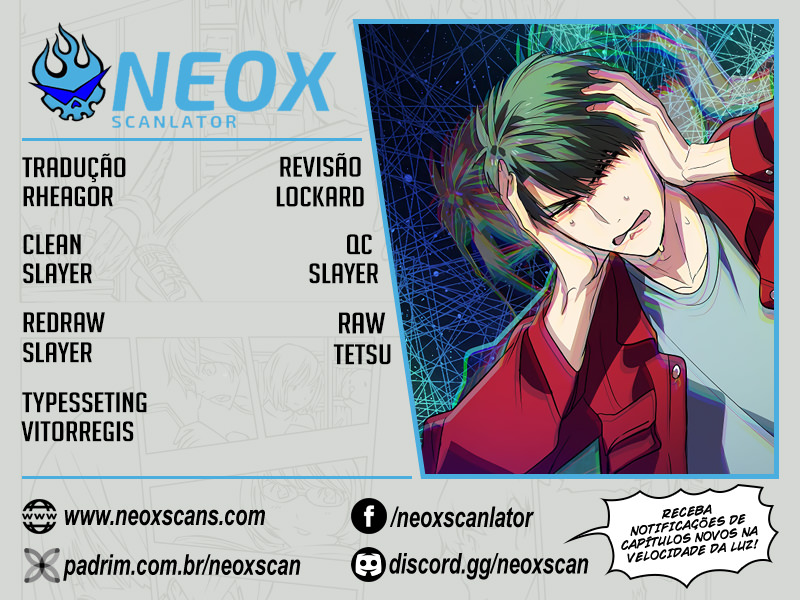 NEOX
SCANLATOR
TRADUÇÃO
RHEAGOR
REVISÃO
LOCKARD
CLEAN
SLAYER
QC
SLAYER
REDRAW
SLAYER
RAW
TETSU
TYPESSETING
VITORREGIS
www.neoxscans.com
/neoxscanlator
padrim.com.br/neoxscan
discord.gg/neoxscan
RECEBA
NOTIFICAÇÕES DE
CAPÍTULOS NOVOS NA
VELOCIDADE DA LUZ!